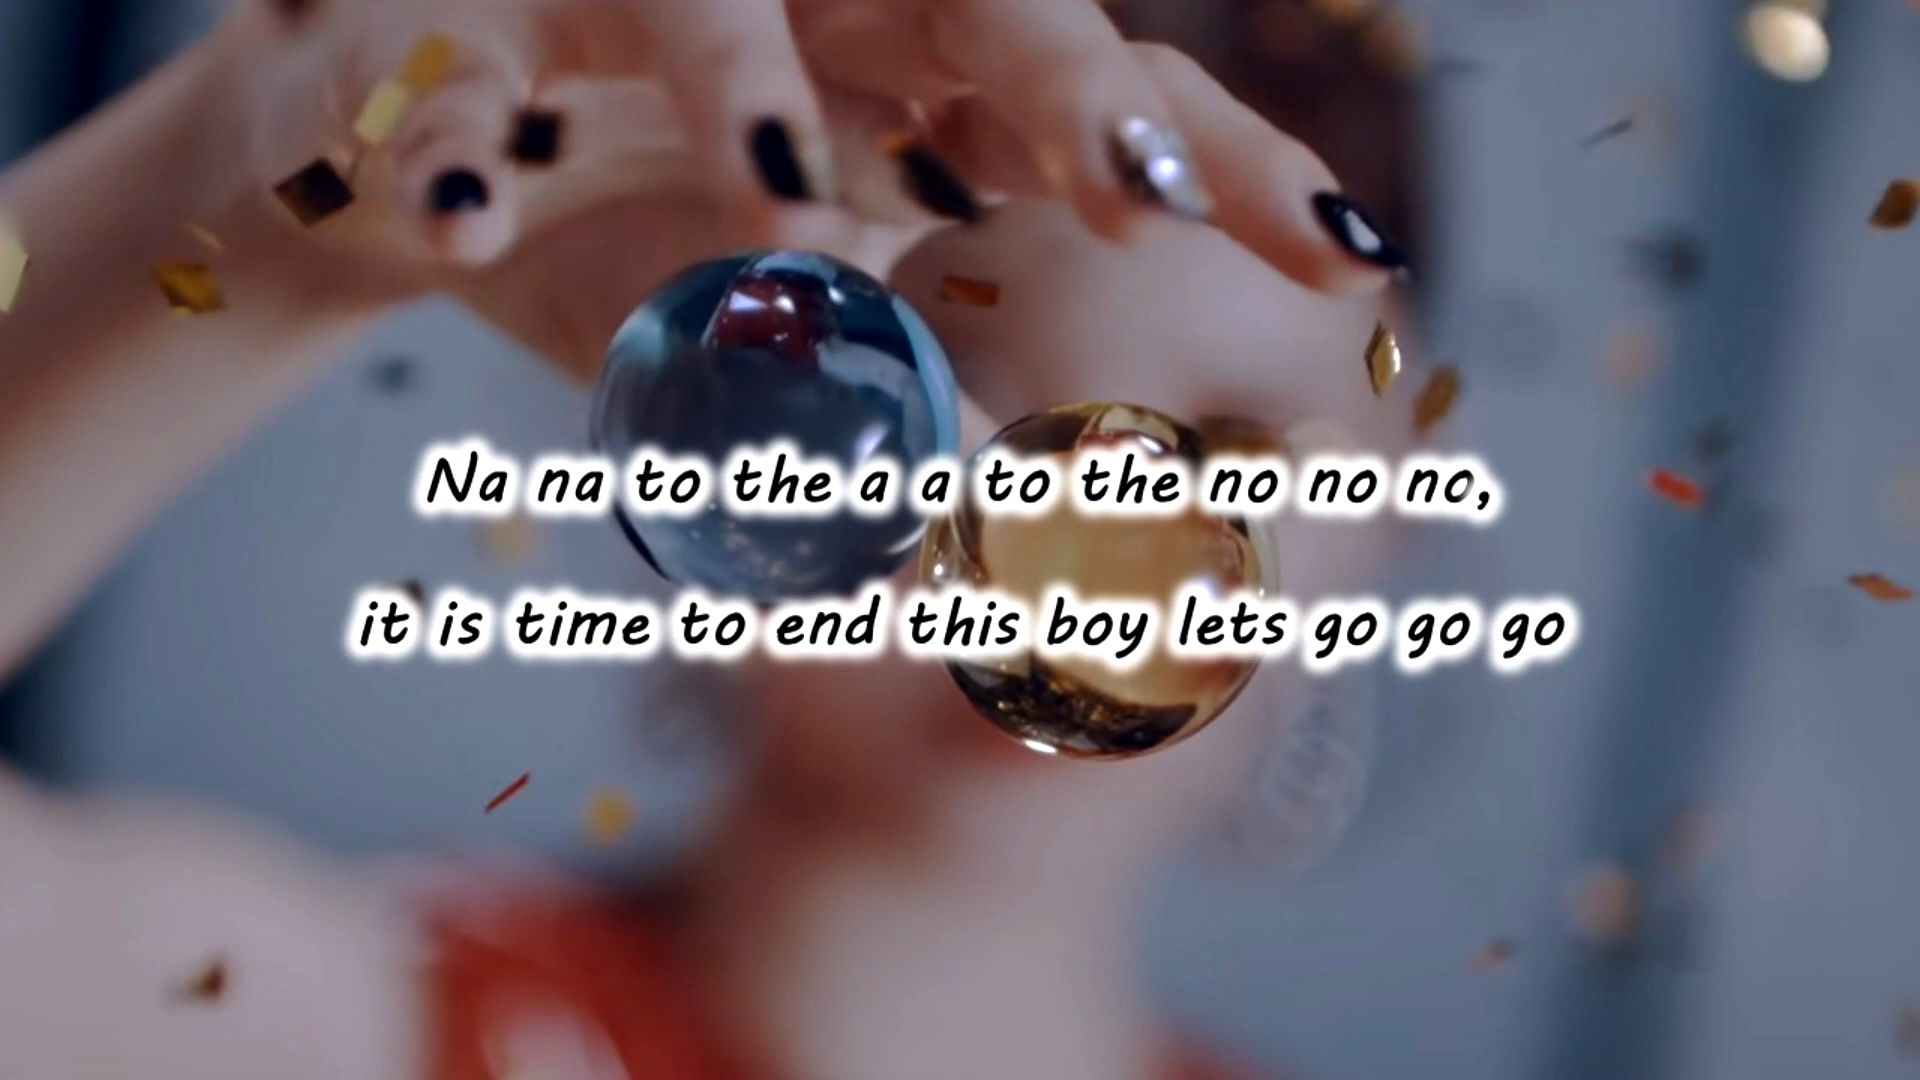 Na na to the a a to the no no no,
it is time to end this boy lets go go go